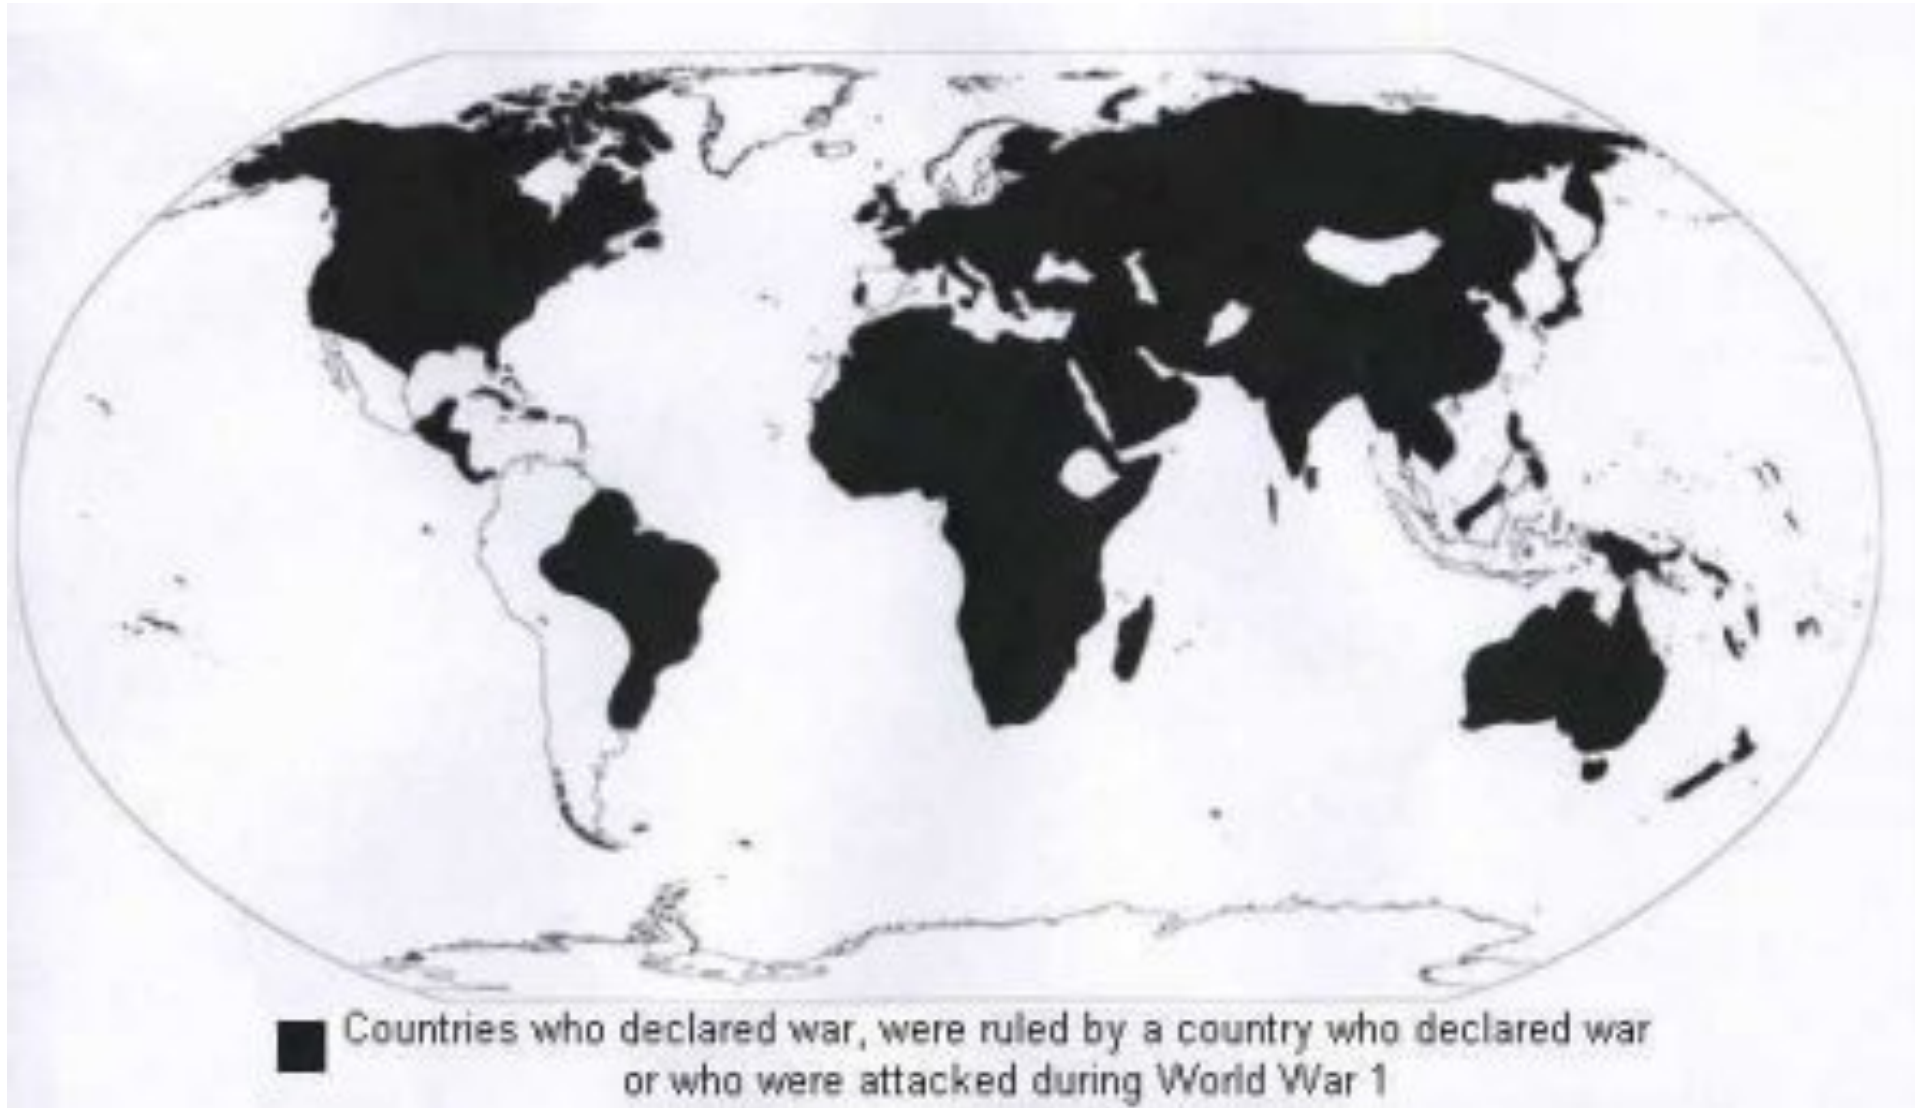 Countries who declared war, were ruled by a country who declared war
or who were attacked during World War 1